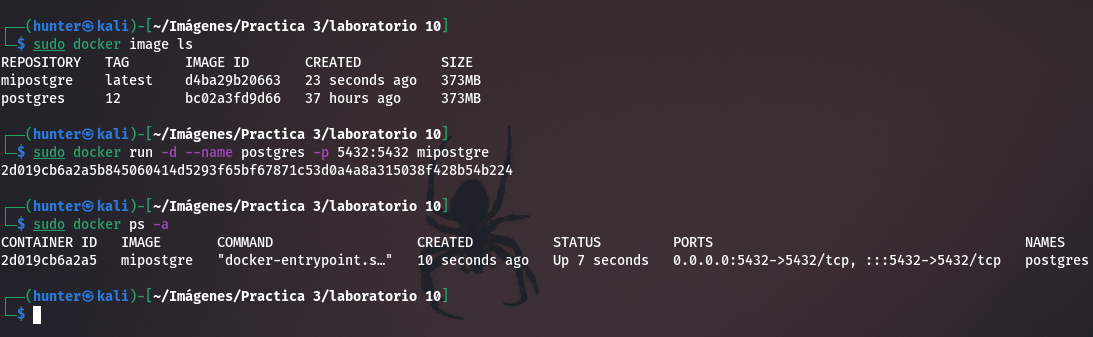 ┌──(hunter㉿kali)-[~/Imágenes/Practica 3/laboratorio 10]
└─$ sudo docker image ls
REPOSITORY   TAG       IMAGE ID       CREATED          SIZE
mipostgre    latest    d4ba29b20663   23 seconds ago   373MB
postgres     12        bc02a3fd9d66   37 hours ago     373MB
┌──(hunter㉿kali)-[~/Imágenes/Practica 3/laboratorio 10]
└─$ sudo docker run -d --name postgres -p 5432:5432 mipostgre
2d019cb6a2a5b845060414d5293f65bf67871c53d0a4a8a315038f428b54b224
┌──(hunter㉿kali)-[~/Imágenes/Practica 3/laboratorio 10]
└─$ sudo docker ps -a
CONTAINER ID   IMAGE       COMMAND                  CREATED          STATUS         PORTS                                       NAMES
2d019cb6a2a5   mipostgre   "docker-entrypoint.s…"   10 seconds ago   Up 7 seconds   0.0.0.0:5432->5432/tcp, :::5432->5432/tcp   postgres
┌──(hunter㉿kali)-[~/Imágenes/Practica 3/laboratorio 10]
└─$